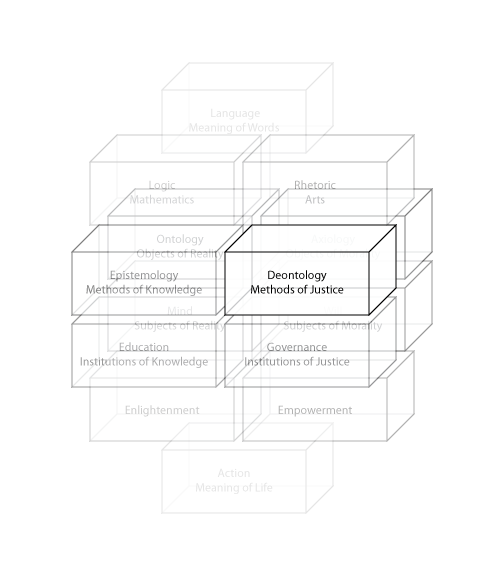 Language
Meaning of Words
Logic
Mathematics
Rhetoric
Arts
Ontology
Objects of Reality
Epistemology
Methods of Knowledge
Deontology
Methods of Justice
Mind
Subjects of Reality
Subjects of Morality
Education
Institutions of Knowledge
Governance
Institutions of Justice
Enlightenment
Empowerment
Action
Meaning of Life